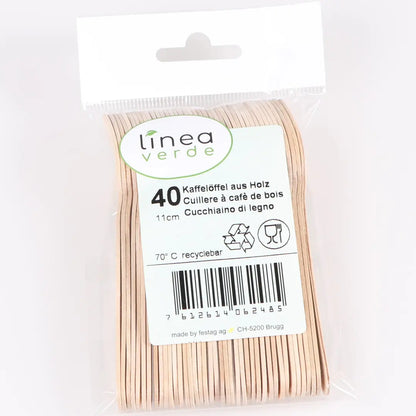 linea
verde
40
11cm
Kaffelöffel aus Holz
Cuillere à café de bois
Cucchiaino di legno
70° C recyclebar
7 612614 062485
made by festag ag CH-5200 Brugg